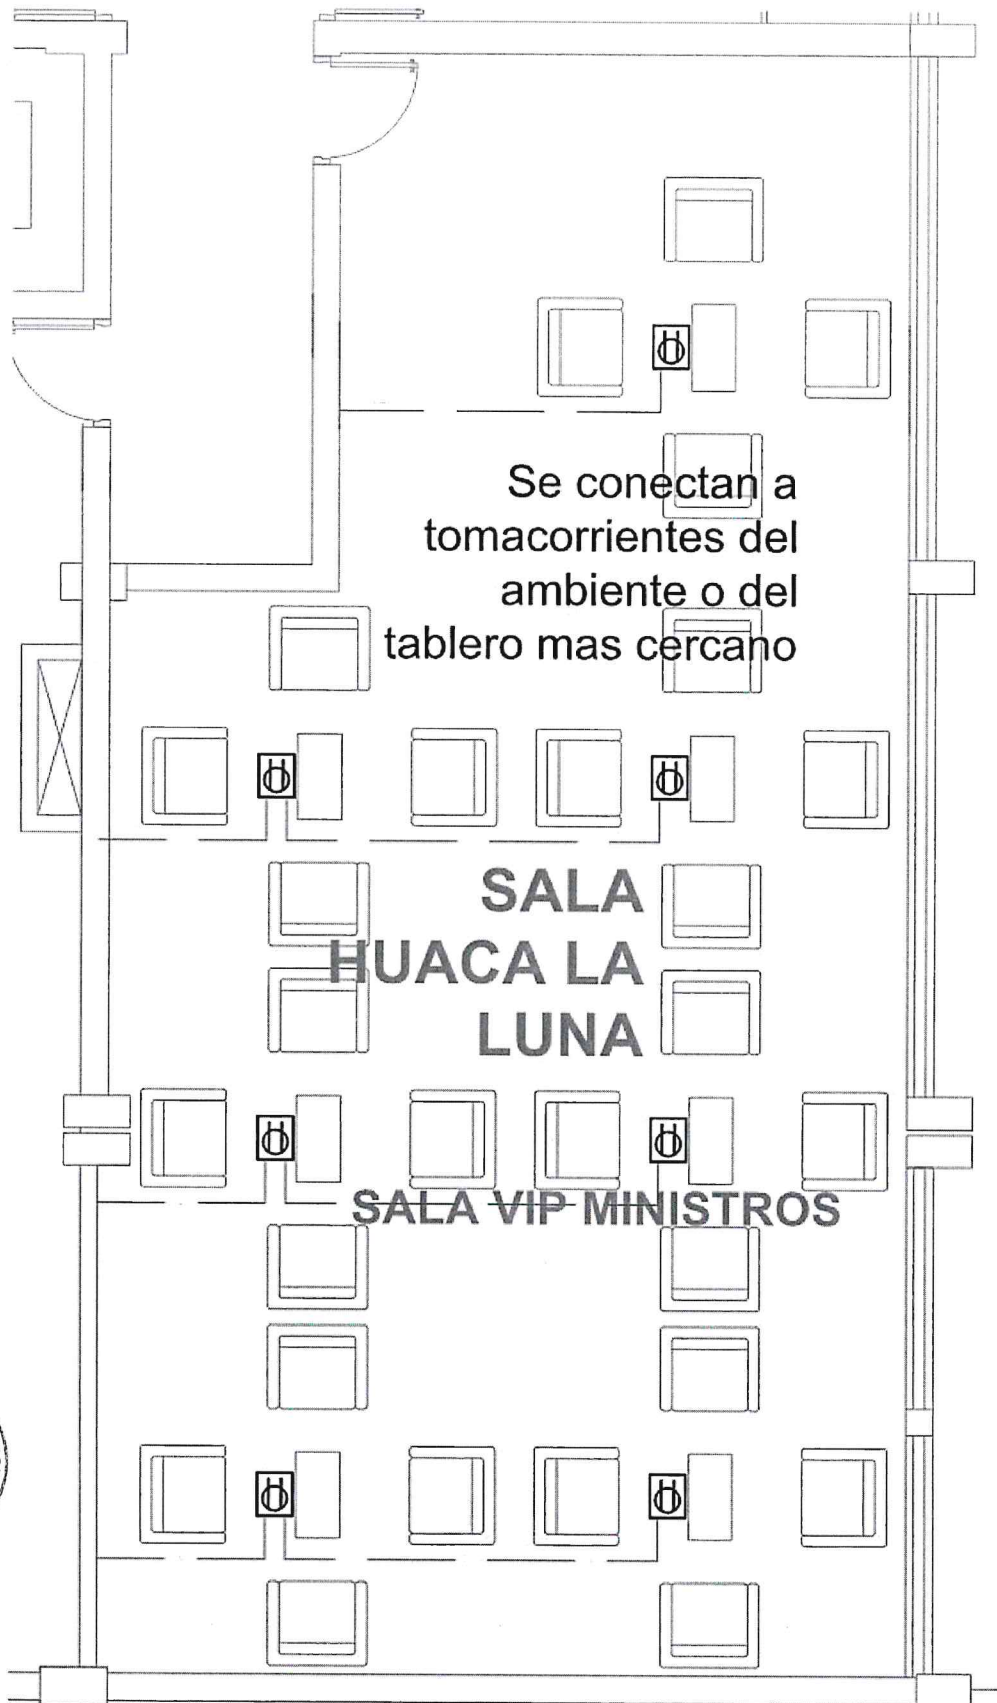 Se conectan a
tomacorrientes del
ambiente o del
tablero mas cercano
SALA
HUACA LA
LUNA
SALA VIP MINISTROS